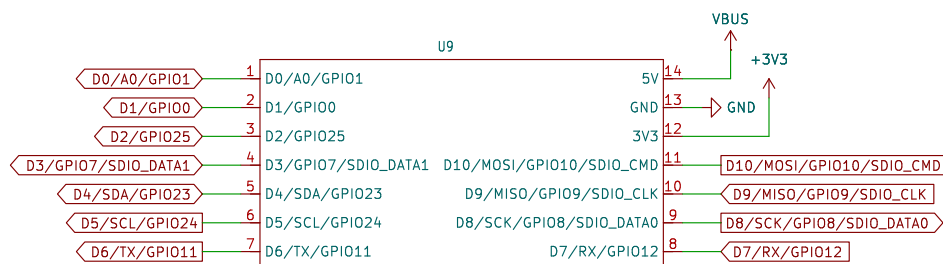 VBUS
U9
+3V3
D0/A0/GPIO1 1 D0/A0/GPIO1 5V 14
D1/GPIO0 2 D1/GPIO0 GND 13 GND
D2/GPIO25 3 D2/GPIO25 3V3 12
D3/GPIO7/SDIO_DATA1 4 D3/GPIO7/SDIO_DATA1 D10/MOSI/GPIO10/SDIO_CMD 11 D10/MOSI/GPIO10/SDIO_CMD
D4/SDA/GPIO23 5 D4/SDA/GPIO23 D9/MISO/GPIO9/SDIO_CLK 10 D9/MISO/GPIO9/SDIO_CLK
D5/SCL/GPIO24 6 D5/SCL/GPIO24 D8/SCK/GPIO8/SDIO_DATA0 9 D8/SCK/GPIO8/SDIO_DATA0
D6/TX/GPIO11 7 D6/TX/GPIO11 D7/RX/GPIO12 8 D7/RX/GPIO12